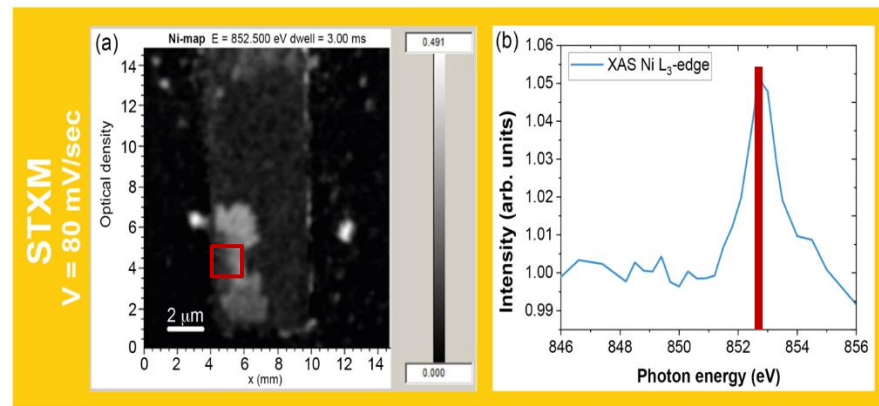 STXM
V = 80 mV/sec
(a)
Ni-map E = 852.500 eV dwell = 3.00 ms
0.491
0.000
Optical density
14
12
10
8
6
4
2
0
2 μm
0 2 4 6 8 10 12 14
x (mm)
(b)
XAS Ni L₃-edge
Intensity (arb. units)
1.06
1.05
1.04
1.03
1.02
1.01
1.00
0.99
846 848 850 852 854 856
Photon energy (eV)